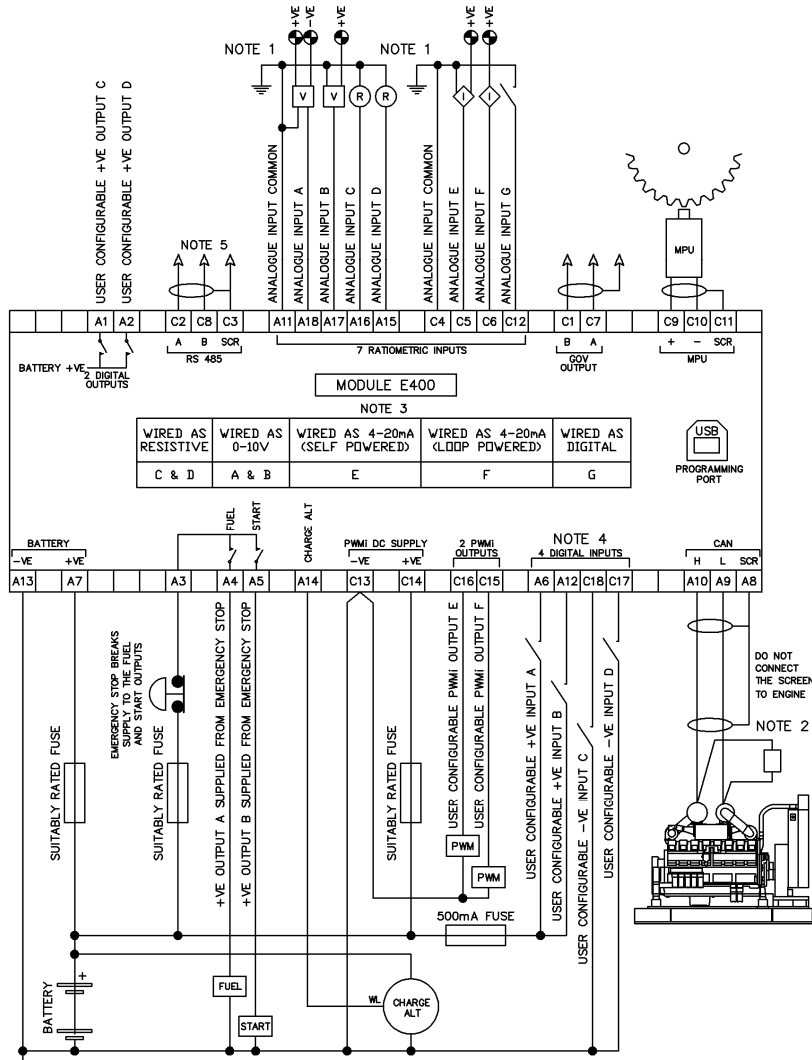 +VE
-VE
+VE
+VE
+VE
NOTE 1
NOTE 1
V
V
R
R
I
I
USER CONFIGURABLE +VE OUTPUT C
USER CONFIGURABLE +VE OUTPUT D
NOTE 5
ANALOGUE INPUT COMMON
ANALOGUE INPUT A
ANALOGUE INPUT B
ANALOGUE INPUT C
ANALOGUE INPUT D
ANALOGUE INPUT COMMON
ANALOGUE INPUT E
ANALOGUE INPUT F
ANALOGUE INPUT G
MPU
A1 A2 C2 C8 C3 A11 A18 A17 A16 A15 C4 C5 C6 C12 C1 C7 C9 C10 C11
A B SCR
RS 485
7 RATIOMETRIC INPUTS
B A
GOV
OUTPUT
+ - SCR
MPU
BATTERY +VE
2 DIGITAL
OUTPUTS
MODULE E400
NOTE 3
WIRED AS RESISTIVE
WIRED AS 0-10V
WIRED AS 4-20mA (SELF POWERED)
WIRED AS 4-20mA (LOOP POWERED)
WIRED AS DIGITAL
C & D
A & B
E
F
G
USB
PROGRAMMING
PORT
BATTERY
-VE +VE
FUEL
START
CHARGE ALT
PWMi DC SUPPLY
-VE +VE
2 PWMi
OUTPUTS
NOTE 4
4 DIGITAL INPUTS
CAN
H L SCR
A13 A7 A3 A4 A5 A14 C13 C14 C16 C15 A6 A12 C18 C17 A10 A9 A8
EMERGENCY STOP BREAKS
SUPPLY TO THE FUEL
AND START OUTPUTS
SUITABLY RATED FUSE
SUITABLY RATED FUSE
+VE OUTPUT A SUPPLIED FROM EMERGENCY STOP
+VE OUTPUT B SUPPLIED FROM EMERGENCY STOP
SUITABLY RATED FUSE
USER CONFIGURABLE PWMi OUTPUT E
USER CONFIGURABLE PWMi OUTPUT F
PWM
PWM
USER CONFIGURABLE +VE INPUT A
USER CONFIGURABLE +VE INPUT B
USER CONFIGURABLE -VE INPUT C
USER CONFIGURABLE -VE INPUT D
DO NOT
CONNECT
THE SCREEN
TO ENGINE
NOTE 2
500mA FUSE
BATTERY
+
FUEL
START
WL
CHARGE
ALT